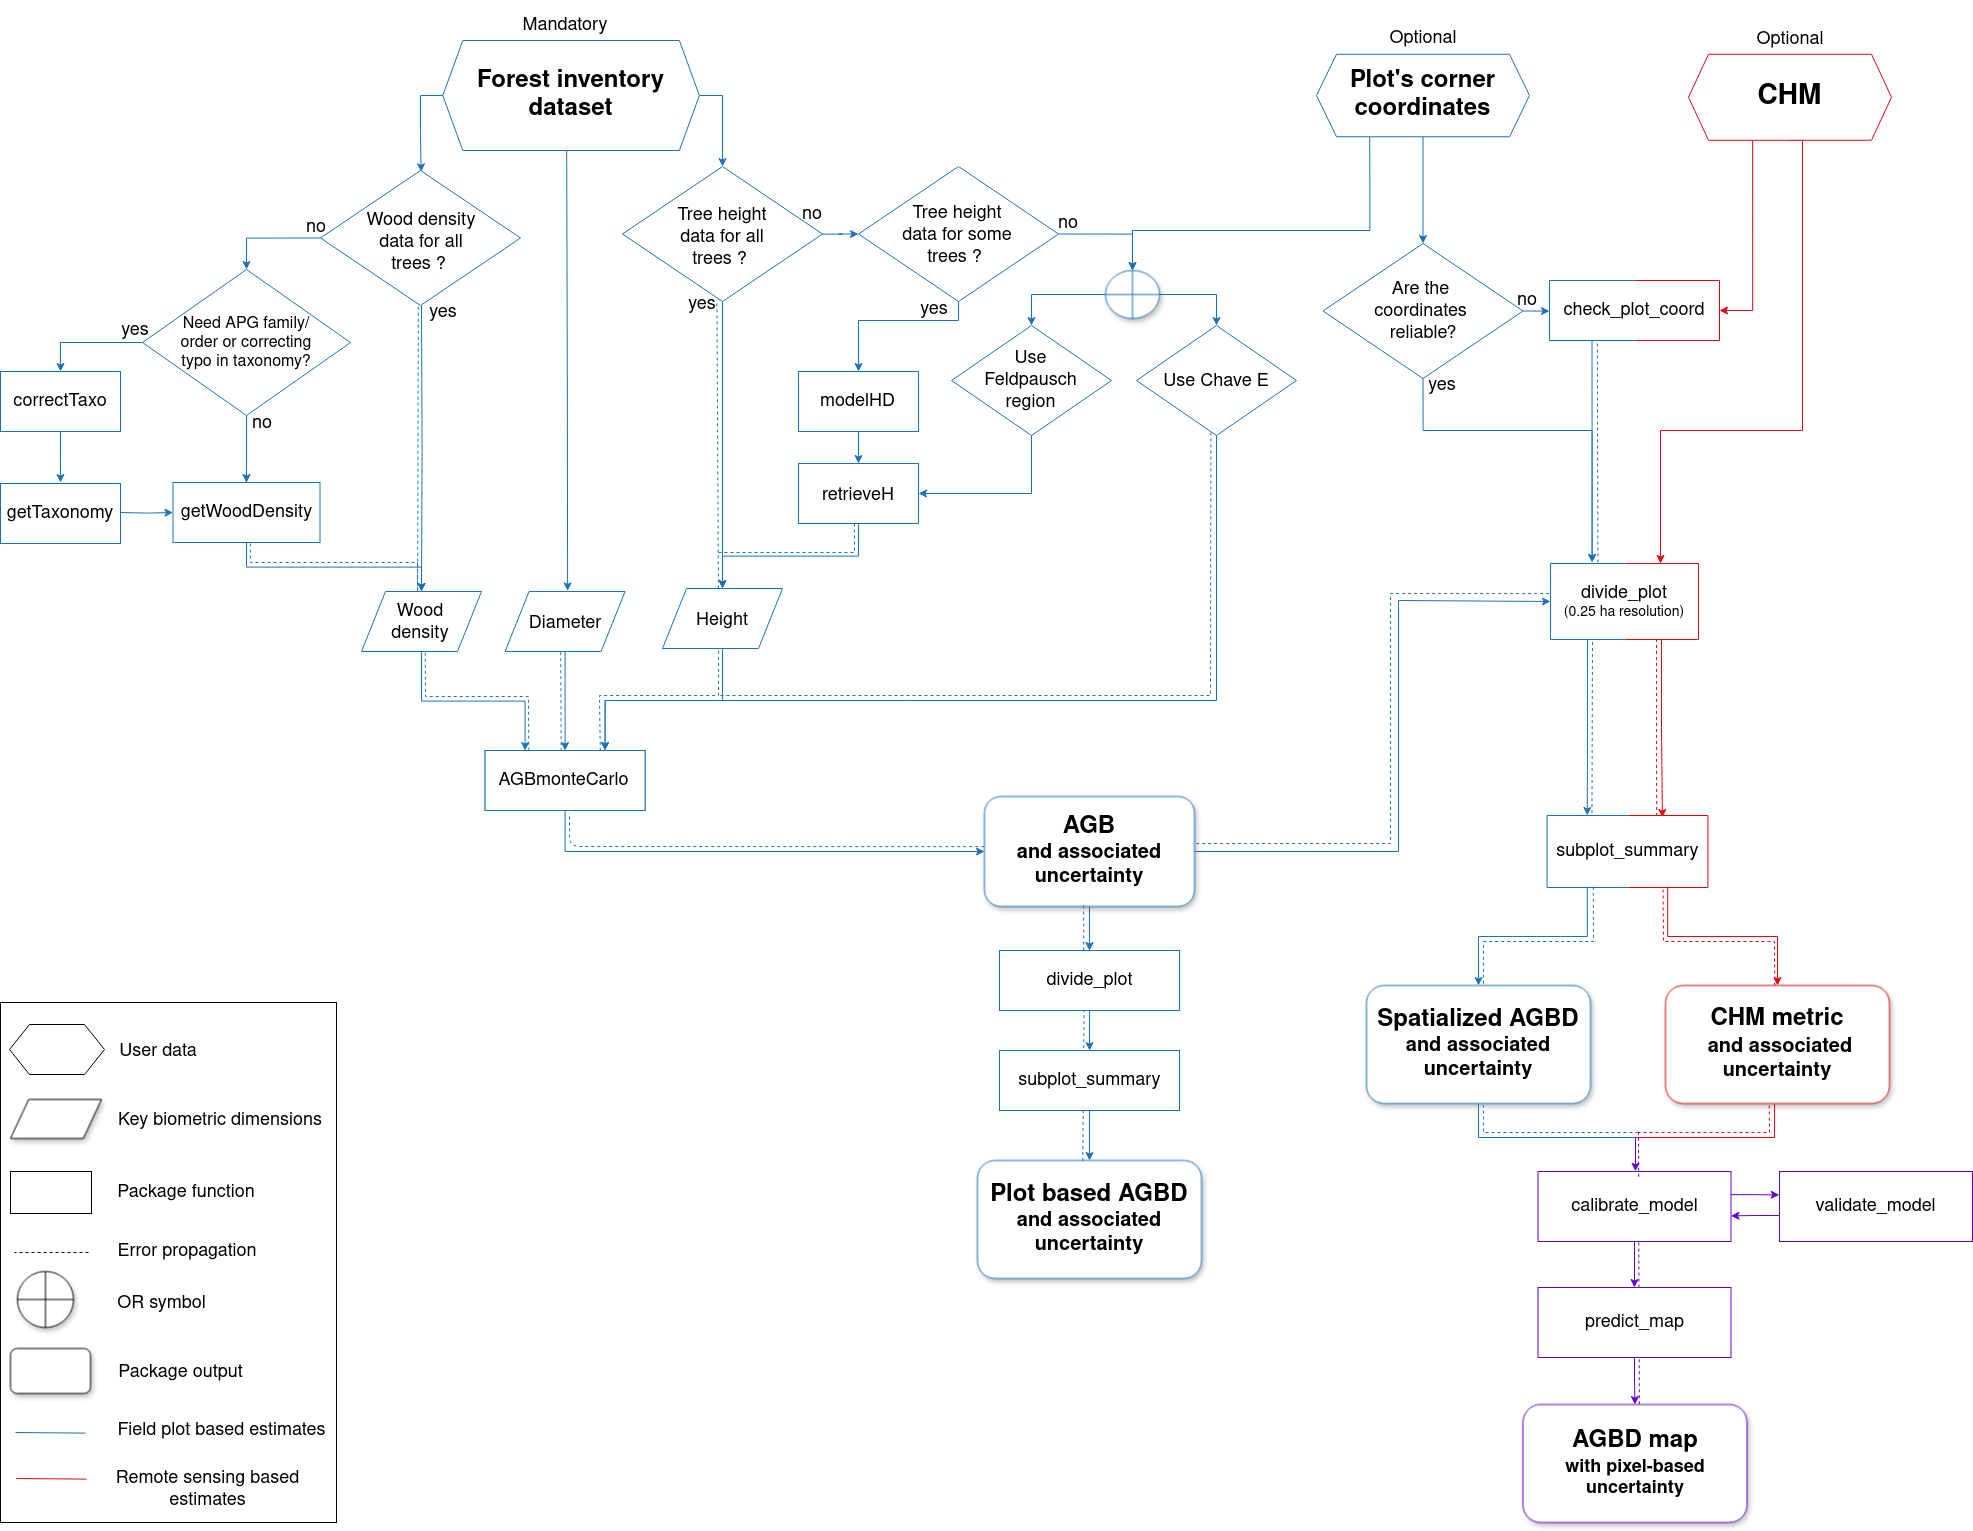 Mandatory
Forest inventory
dataset
Optional
Plot's corner
coordinates
Optional
CHM
Wood density
data for all
trees ?
no
yes
Tree height
data for all
trees ?
no
yes
Tree height
data for some
trees ?
no
yes
Need APG family/
order or correcting
typo in taxonomy?
yes
no
Are the
coordinates
reliable?
no
yes
check_plot_coord
correctTaxo
getTaxonomy
getWoodDensity
modelHD
retrieveH
Use
Feldpausch
region
Use Chave E
Wood
density
Diameter
Height
divide_plot
(0.25 ha resolution)
AGBmonteCarlo
AGB
and associated
uncertainty
subplot_summary
divide_plot
subplot_summary
Plot based AGBD
and associated
uncertainty
Spatialized AGBD
and associated
uncertainty
CHM metric
and associated
uncertainty
calibrate_model
validate_model
predict_map
AGBD map
with pixel-based
uncertainty
User data
Key biometric dimensions
Package function
Error propagation
OR symbol
Package output
Field plot based estimates
Remote sensing based
estimates